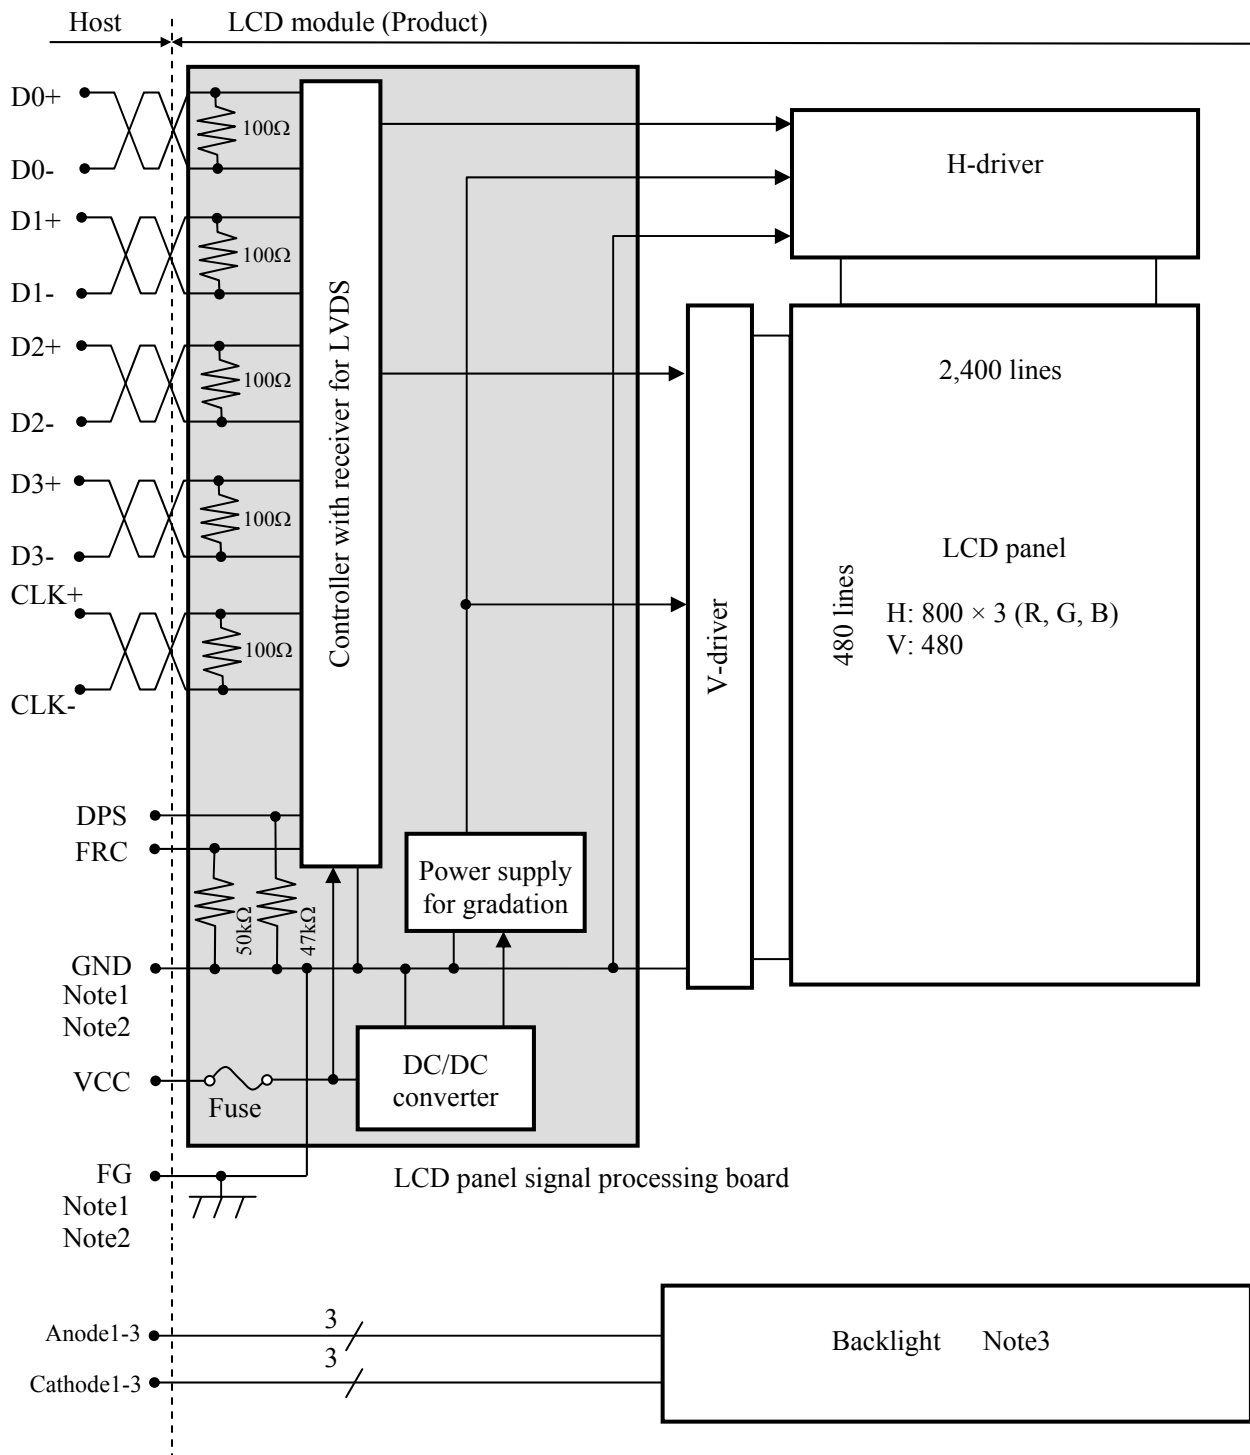 Host
LCD module (Product)
D0+
100Ω
D0-
D1+
100Ω
D1-
D2+
100Ω
D2-
D3+
100Ω
D3-
CLK+
100Ω
CLK-
Controller with receiver for LVDS
H-driver
V-driver
2,400 lines
480 lines
LCD panel
H: 800 × 3 (R, G, B)
V: 480
DPS
FRC
50kΩ
47kΩ
Power supply
for gradation
GND
Note1
Note2
VCC
Fuse
DC/DC
converter
FG
Note1
Note2
LCD panel signal processing board
Anode1-3
3
Cathode1-3
3
Backlight Note3